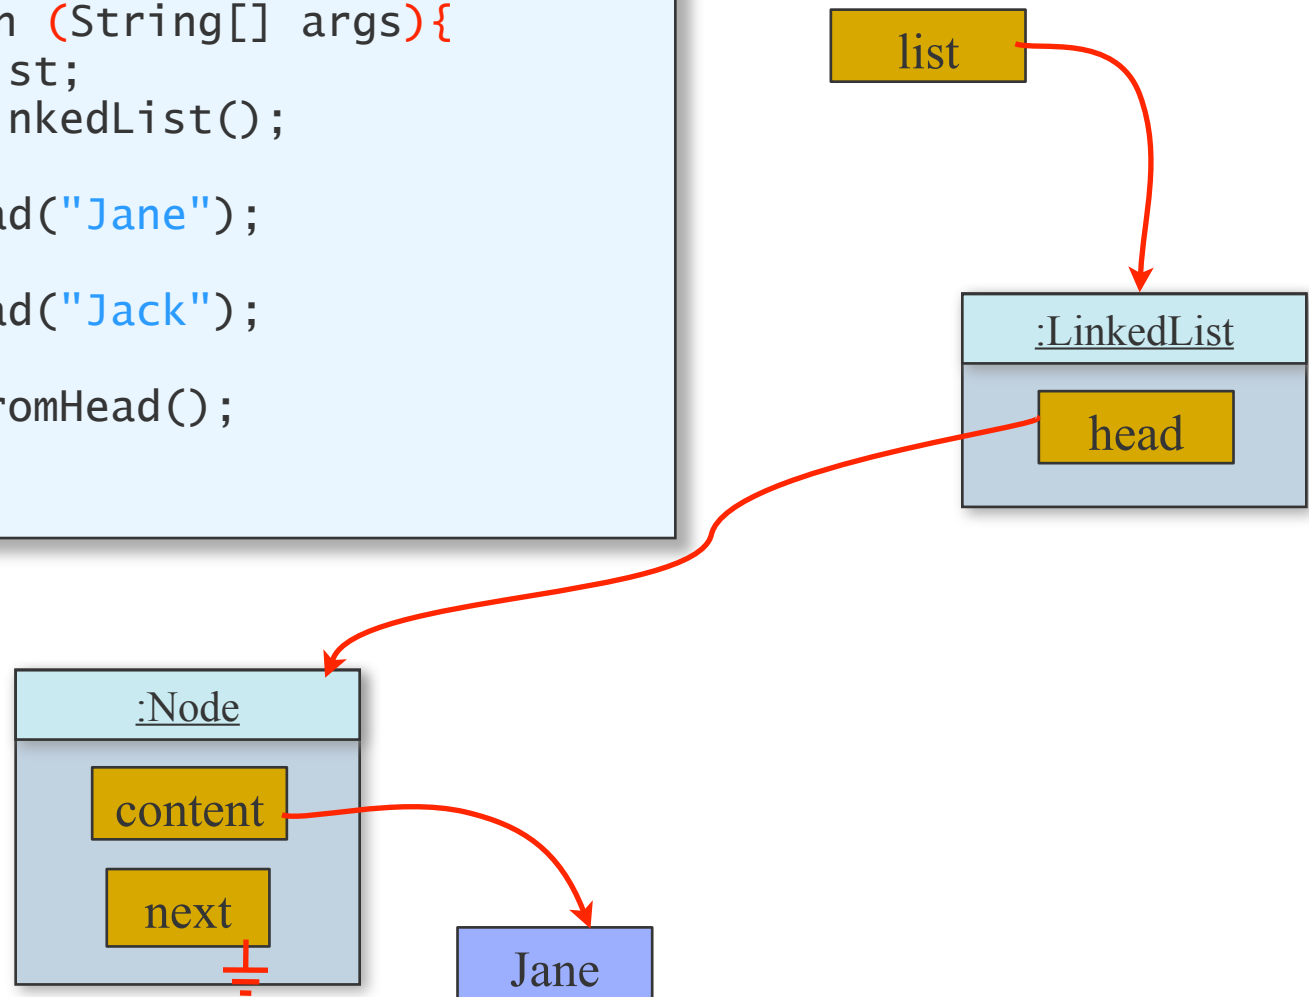 n (String[] args){
st;
nkedList();
ad("Jane");
ad("Jack");
romHead();
list
:LinkedList
head
:Node
content
next
Jane